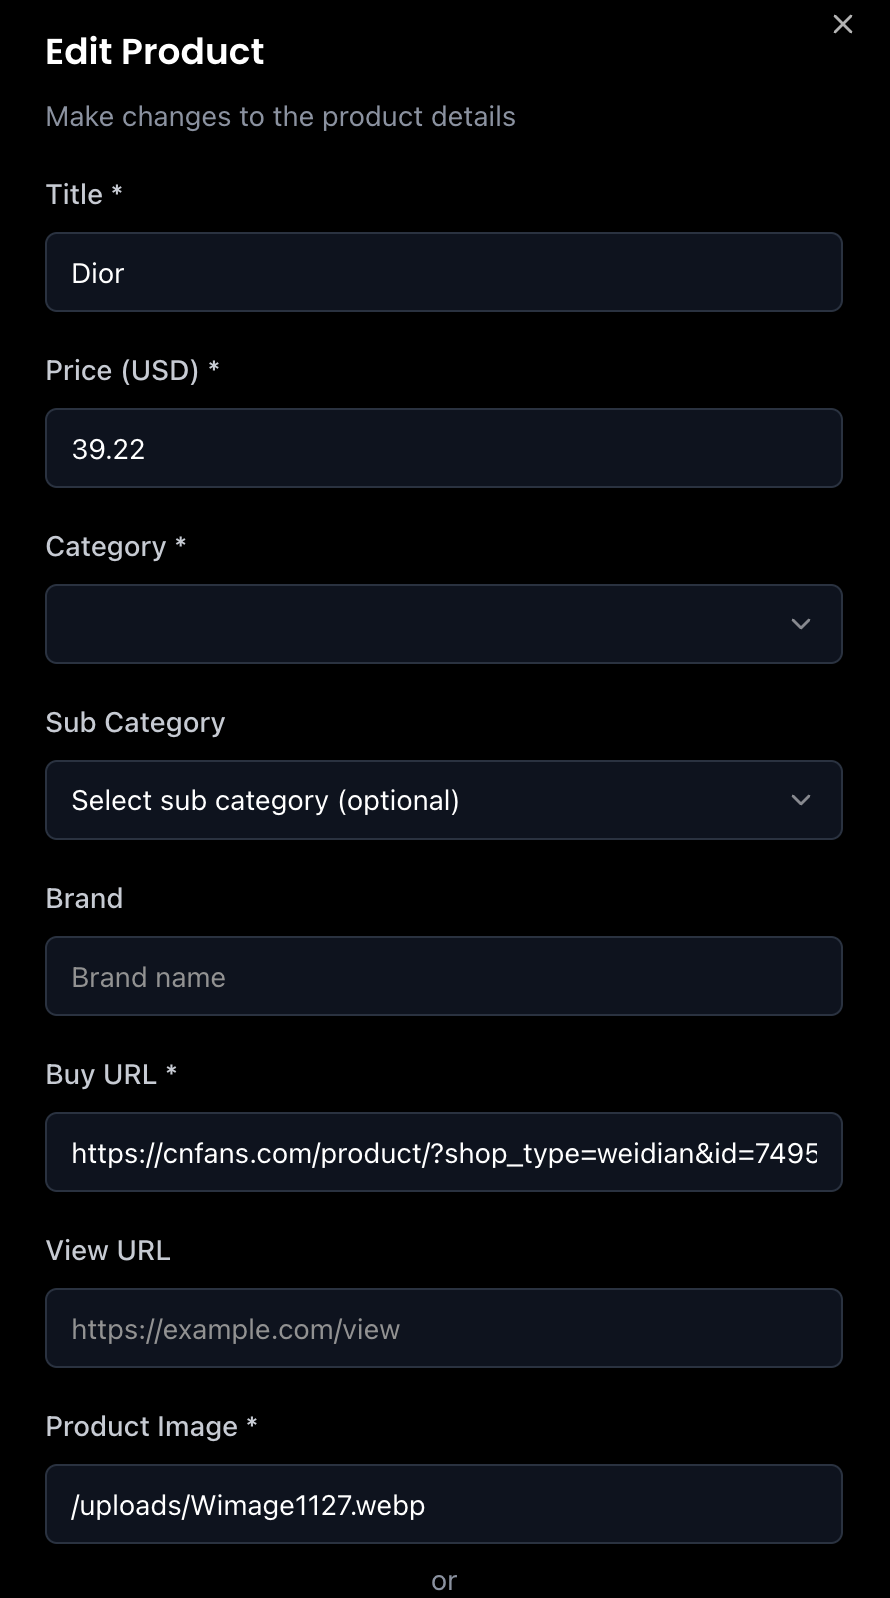 Edit Product
Make changes to the product details
Title *
Dior
Price (USD) *
39.22
Category *
Sub Category
Select sub category (optional)
Brand
Brand name
Buy URL *
https://cnfans.com/product/?shop_type=weidian&id=7495
View URL
https://example.com/view
Product Image *
/uploads/Wimage1127.webp
or